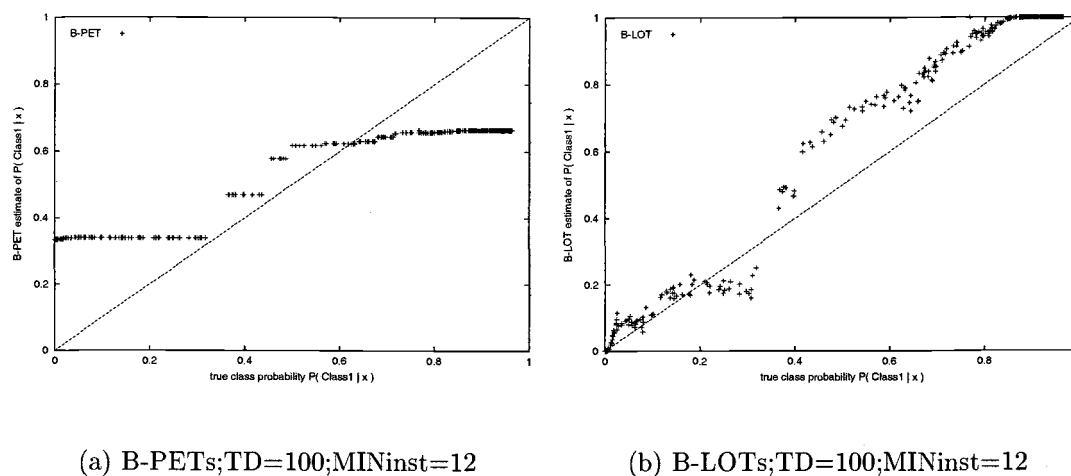 B-PET +
B-PET estimate of P( Class1 | x )
1
0.8
0.6
0.4
0.2
0
0 0.2 0.4 0.6 0.8 1
true class probability P( Class1 | x )
(a) B-PETs;TD=100;MINinst=12
B-LOT +
B-LOT estimate of P( Class1 | x )
1
0.8
0.6
0.4
0.2
0
0 0.2 0.4 0.6 0.8
true class probability P( Class1 | x )
(b) B-LOTs;TD=100;MINinst=12